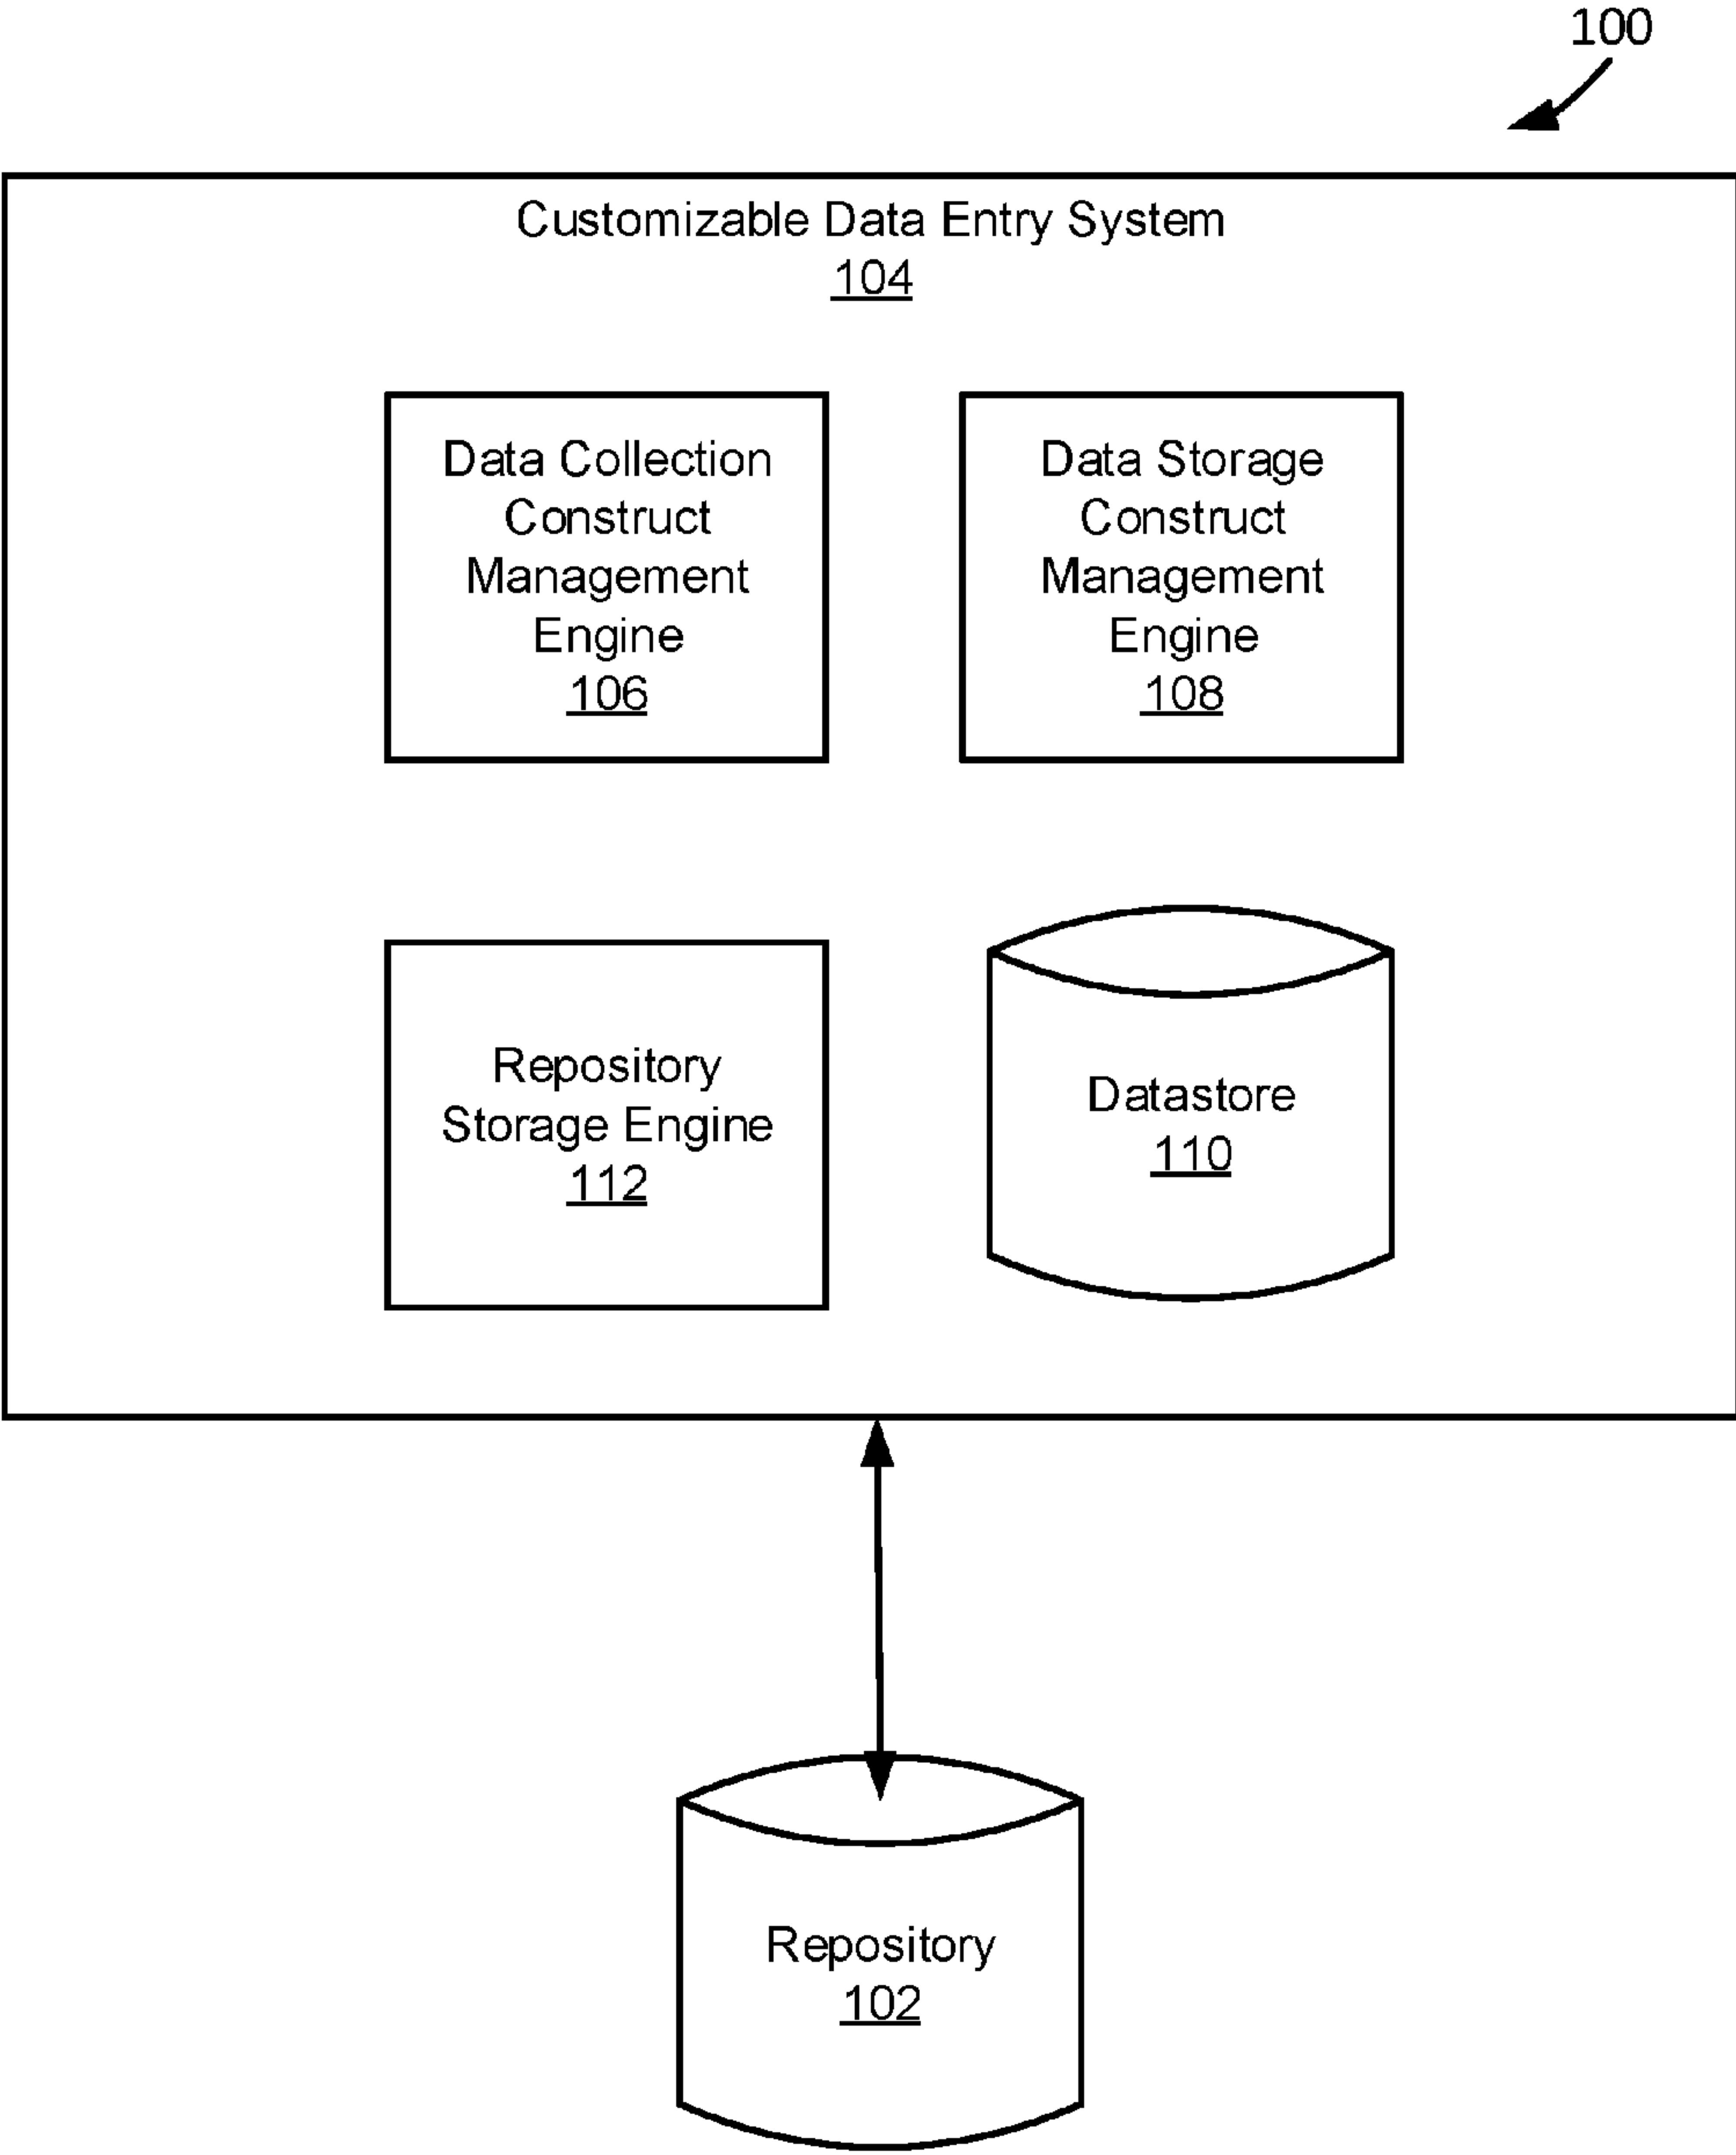 100
Customizable Data Entry System
104
Data Collection
Construct
Management
Engine
106
Data Storage
Construct
Management
Engine
108
Repository
Storage Engine
112
Datastore
110
Repository
102